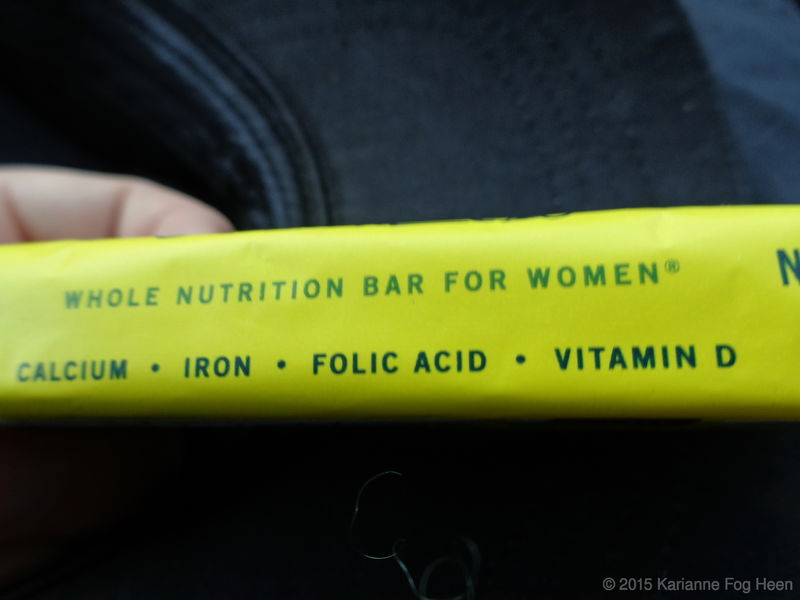 WHOLE NUTRITION BAR FOR WOMEN®
CALCIUM • IRON • FOLIC ACID • VITAMIN D
N
© 2015 Karianne Fog Heen